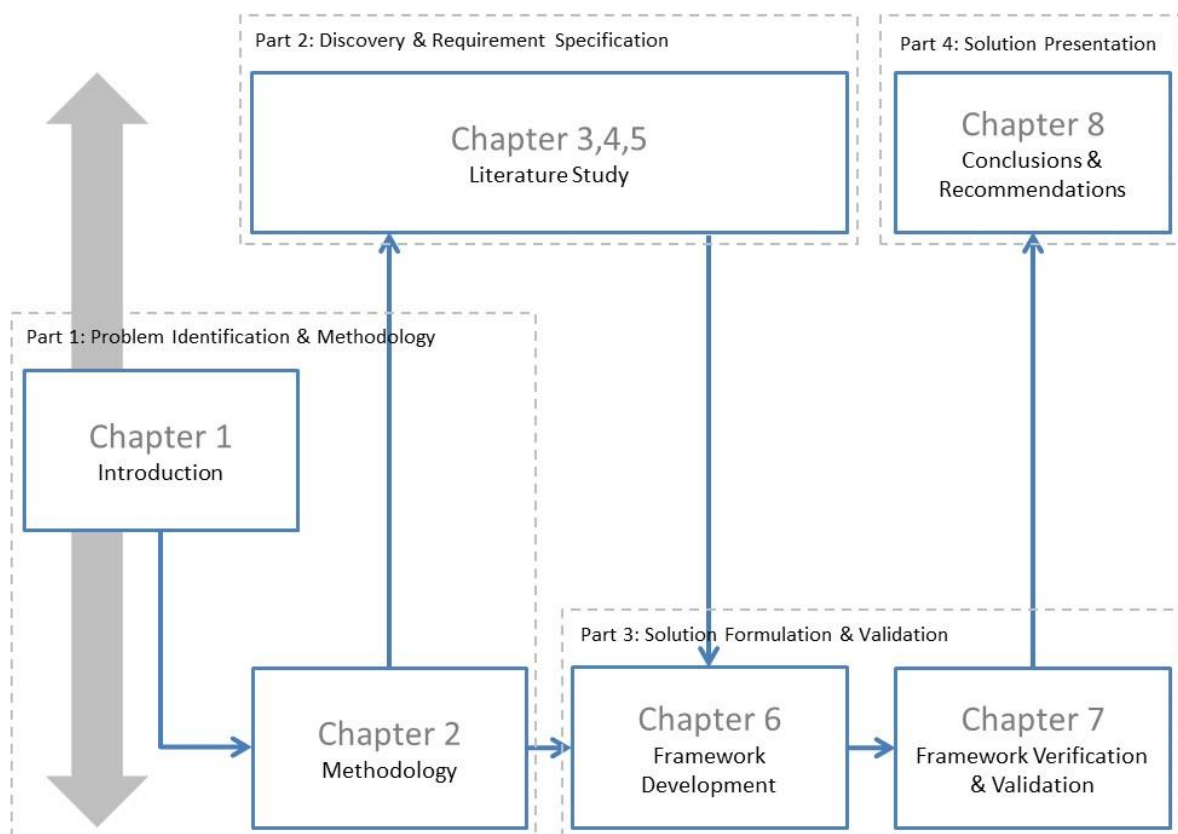 Part 2: Discovery & Requirement Specification
Chapter 3,4,5
Literature Study
Part 4: Solution Presentation
Chapter 8
Conclusions &
Recommendations
Part 1: Problem Identification & Methodology
Chapter 1
Introduction
Chapter 2
Methodology
Part 3: Solution Formulation & Validation
Chapter 6
Framework
Development
Chapter 7
Framework Verification
& Validation